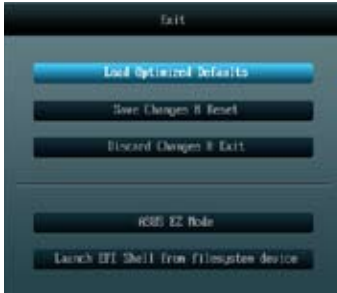 Exit
Load Optimized Defaults
Save Changes & Reset
Discard Changes & Exit
ASUS EZ Mode
Launch EFI Shell from filesystem device